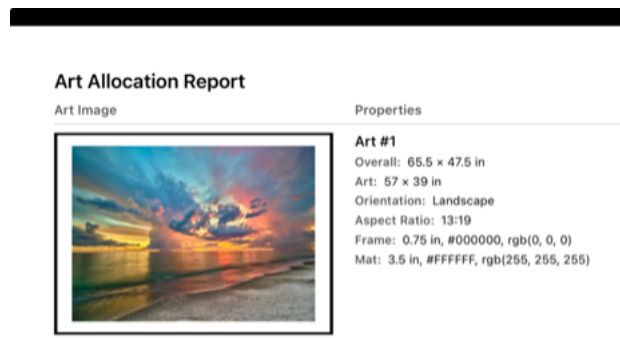 Art Allocation Report
Art Image
Properties
Art #1
Overall: 65.5 × 47.5 in
Art: 57 × 39 in
Orientation: Landscape
Aspect Ratio: 13:19
Frame: 0.75 in, #000000, rgb(0, 0, 0)
Mat: 3.5 in, #FFFFFF, rgb(255, 255, 255)